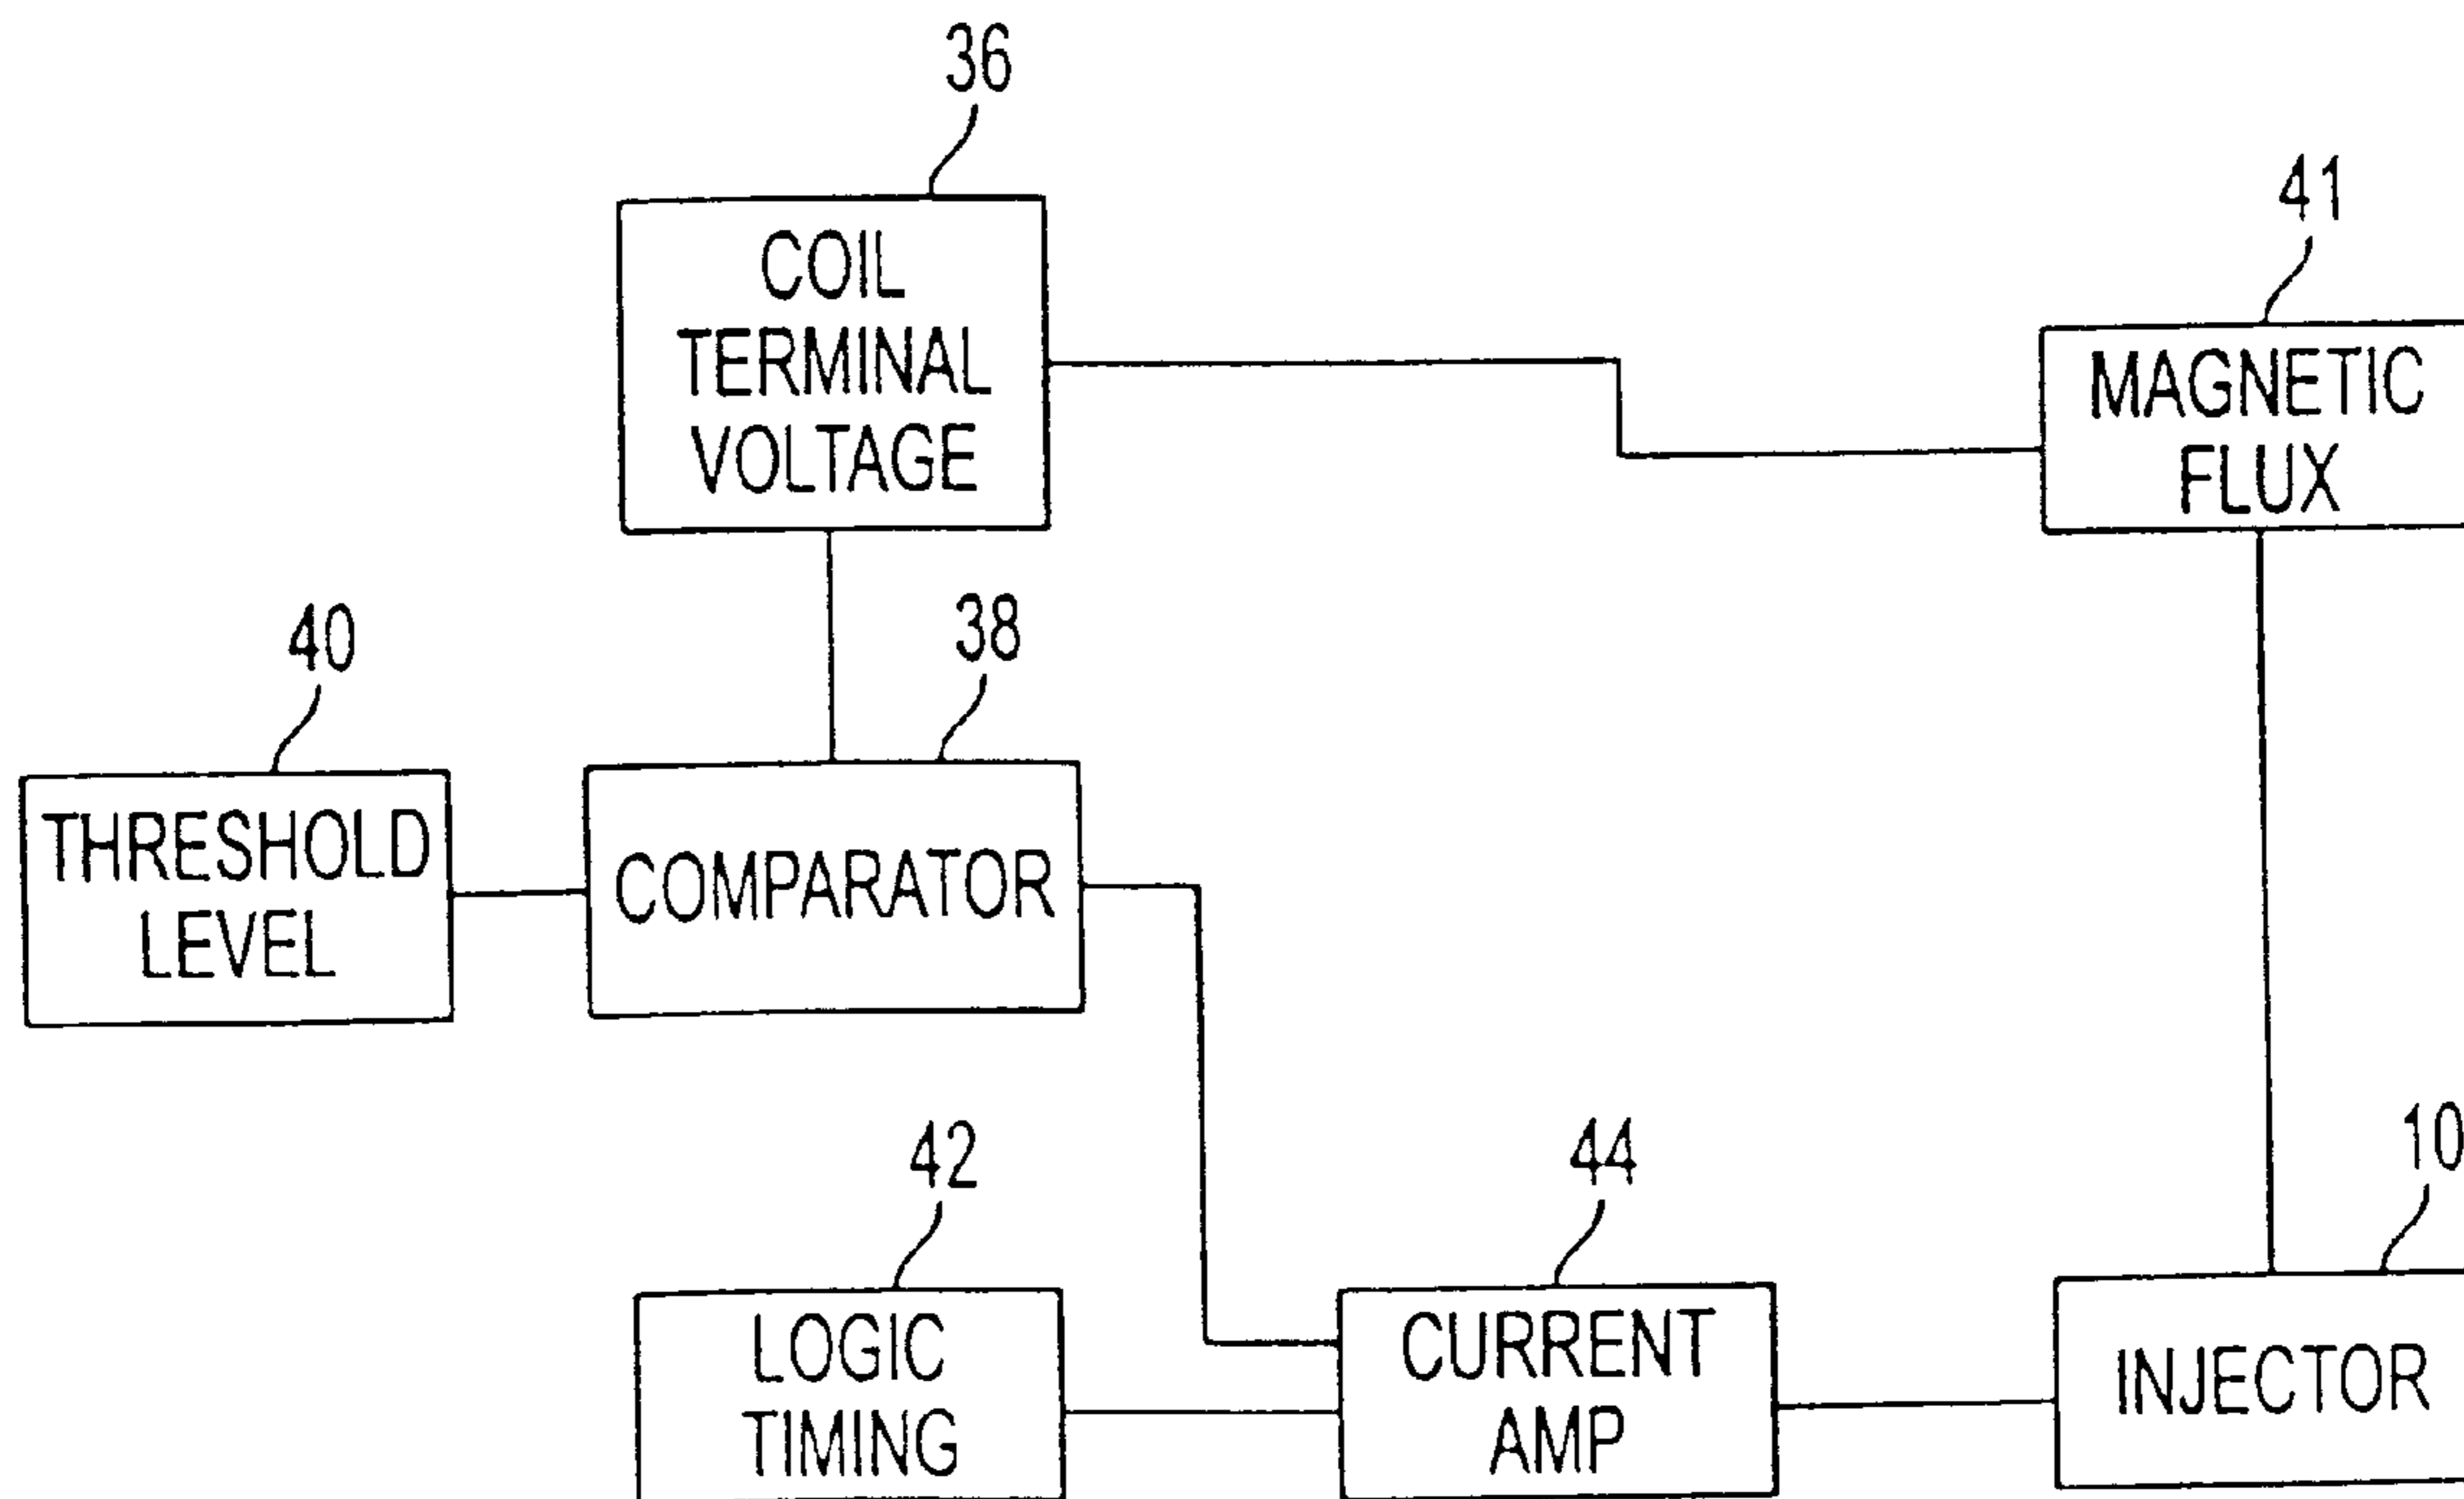 36
COIL
TERMINAL
VOLTAGE
41
MAGNETIC
FLUX
40
THRESHOLD
LEVEL
38
COMPARATOR
42
LOGIC
TIMING
44
CURRENT
AMP
10
INJECTOR